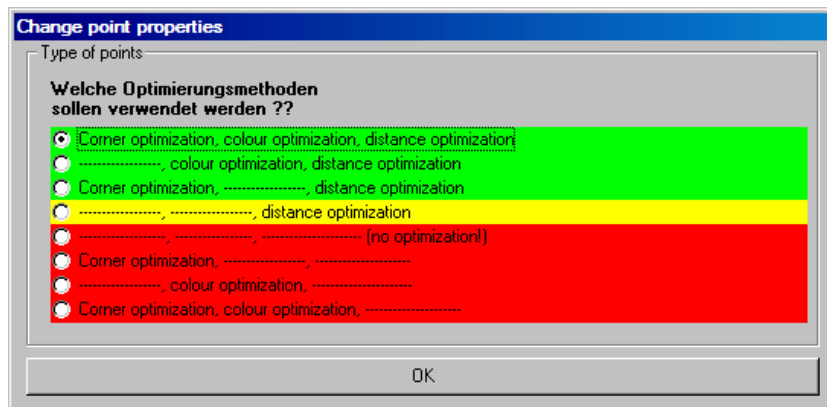 Change point properties
Type of points
Welche Optimierungsmethoden
sollen verwendet werden ??
Corner optimization, colour optimization, distance optimization
-----------------, colour optimization, distance optimization
Corner optimization, -----------------, distance optimization
-----------------, -----------------, distance optimization
------------------, ----------------, --------------------- (no optimization!)
Corner optimization, -----------------, --------------------
-----------------, colour optimization, ---------------------
Corner optimization, colour optimization, --------------------
OK